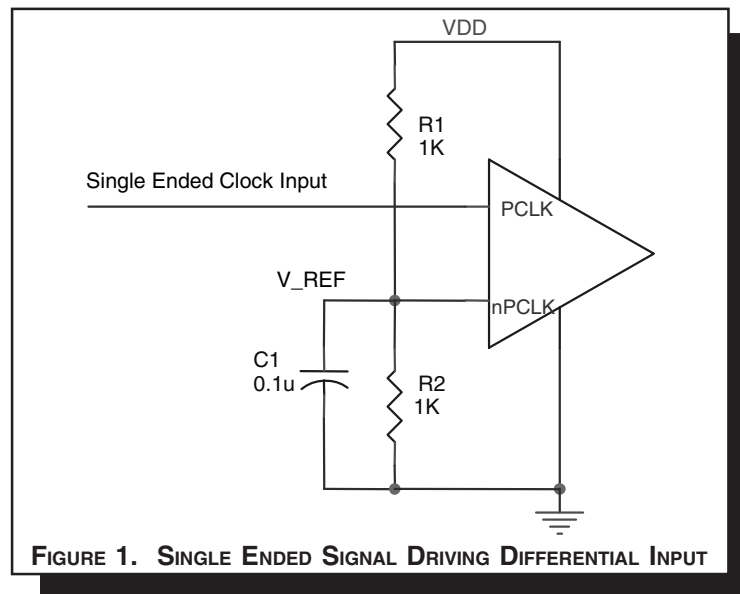 VDD
R1
1K
Single Ended Clock Input
PCLK
V_REF
nPCLK
C1
0.1u
R2
1K
FIGURE 1. SINGLE ENDED SIGNAL DRIVING DIFFERENTIAL INPUT